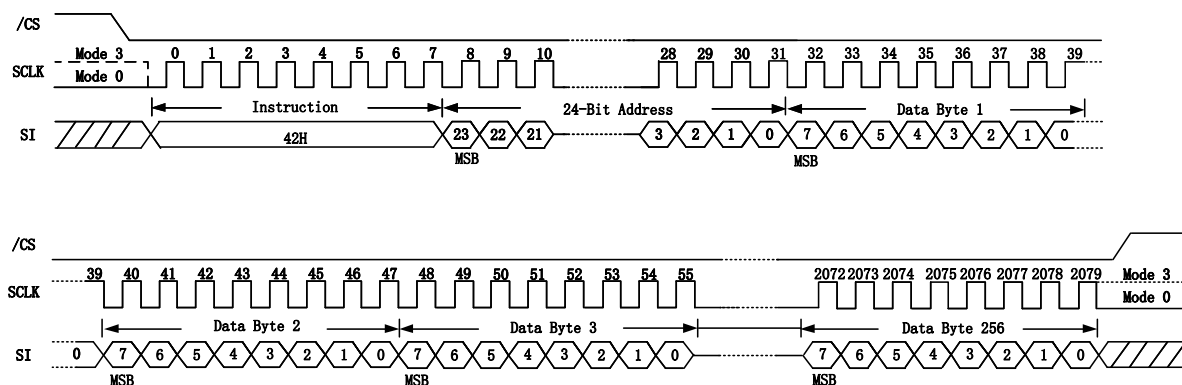 /CS
Mode 3 0 1 2 3 4 5 6 7 8 9 10 28 29 30 31 32 33 34 35 36 37 38 39
SCLK Mode 0
Instruction 24-Bit Address Data Byte 1
SI 42H 23 22 21 3 2 1 0 7 6 5 4 3 2 1 0
MSB MSB
/CS
39 40 41 42 43 44 45 46 47 48 49 50 51 52 53 54 55 2072 2073 2074 2075 2076 2077 2078 2079 Mode 3
SCLK Mode 0
Data Byte 2 Data Byte 3 Data Byte 256
SI 0 7 6 5 4 3 2 1 0 7 6 5 4 3 2 1 0 7 6 5 4 3 2 1 0
MSB MSB MSB